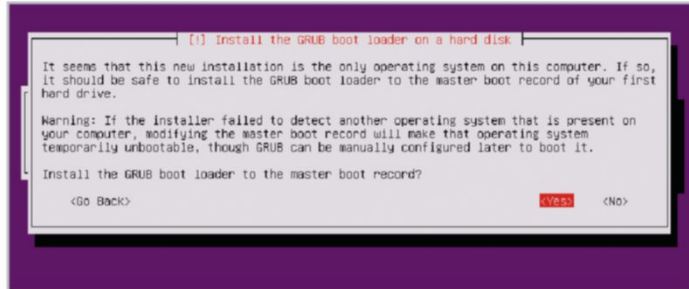 [!] Install the GRUB boot loader on a hard disk
It seems that this new installation is the only operating system on this computer. If so,
it should be safe to install the GRUB boot loader to the master boot record of your first
hard drive.
Warning: If the installer failed to detect another operating system that is present on
your computer, modifying the master boot record will make that operating system
temporarily unbootable, though GRUB can be manually configured later to boot it.
Install the GRUB boot loader to the master boot record?
<Go Back> <Yes> <No>